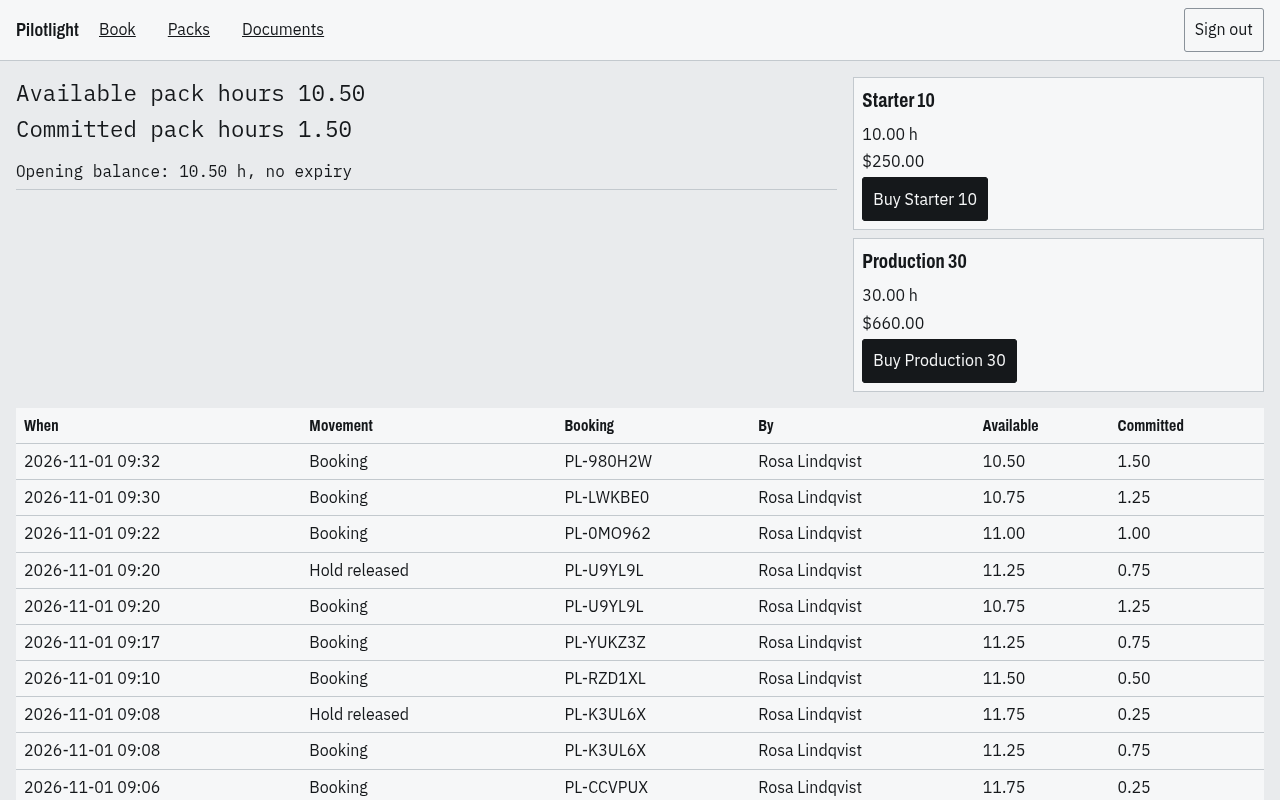 Pilotlight Book Packs Documents Sign out
Available pack hours 10.50
Committed pack hours 1.50
Opening balance: 10.50 h, no expiry
Starter 10
10.00 h
$250.00
Buy Starter 10
Production 30
30.00 h
$660.00
Buy Production 30
When Movement Booking By Available Committed
2026-11-01 09:32 Booking PL-980H2W Rosa Lindqvist 10.50 1.50
2026-11-01 09:30 Booking PL-LWKBE0 Rosa Lindqvist 10.75 1.25
2026-11-01 09:22 Booking PL-0MO962 Rosa Lindqvist 11.00 1.00
2026-11-01 09:20 Hold released PL-U9YL9L Rosa Lindqvist 11.25 0.75
2026-11-01 09:20 Booking PL-U9YL9L Rosa Lindqvist 10.75 1.25
2026-11-01 09:17 Booking PL-YUKZ3Z Rosa Lindqvist 11.25 0.75
2026-11-01 09:10 Booking PL-RZD1XL Rosa Lindqvist 11.50 0.50
2026-11-01 09:08 Hold released PL-K3UL6X Rosa Lindqvist 11.75 0.25
2026-11-01 09:08 Booking PL-K3UL6X Rosa Lindqvist 11.25 0.75
2026-11-01 09:06 Booking PL-CCVPUX Rosa Lindqvist 11.75 0.25